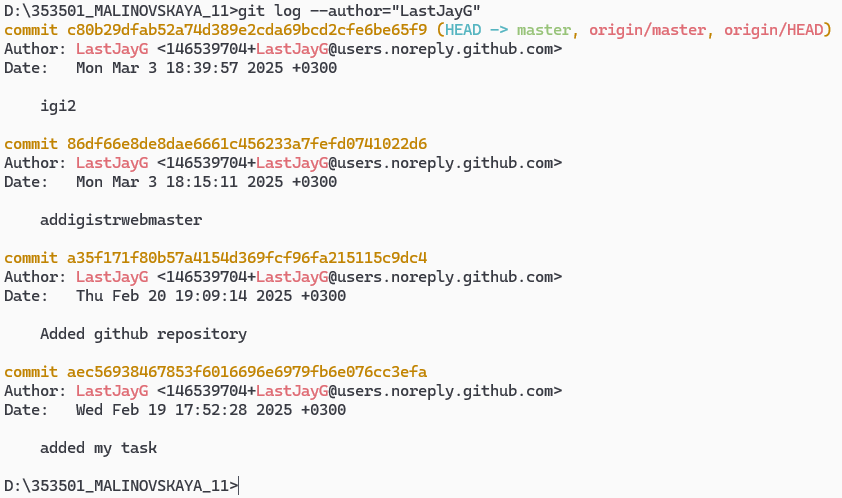 D:\353501_MALINOVSKAYA_11>git log --author="LastJayG"
commit c80b29dfab52a74d389e2cda69bcd2cfe6be65f9 (HEAD -> master, origin/master, origin/HEAD)
Author: LastJayG <146539704+LastJayG@users.noreply.github.com>
Date:   Mon Mar 3 18:39:57 2025 +0300
    igi2
commit 86df66e8de8dae6661c456233a7fefd0741022d6
Author: LastJayG <146539704+LastJayG@users.noreply.github.com>
Date:   Mon Mar 3 18:15:11 2025 +0300
    addigistrwebmaster
commit a35f171f80b57a4154d369fcf96fa215115c9dc4
Author: LastJayG <146539704+LastJayG@users.noreply.github.com>
Date:   Thu Feb 20 19:09:14 2025 +0300
    Added github repository
commit aec56938467853f6016696e6979fb6e076cc3efa
Author: LastJayG <146539704+LastJayG@users.noreply.github.com>
Date:   Wed Feb 19 17:52:28 2025 +0300
    added my task
D:\353501_MALINOVSKAYA_11>